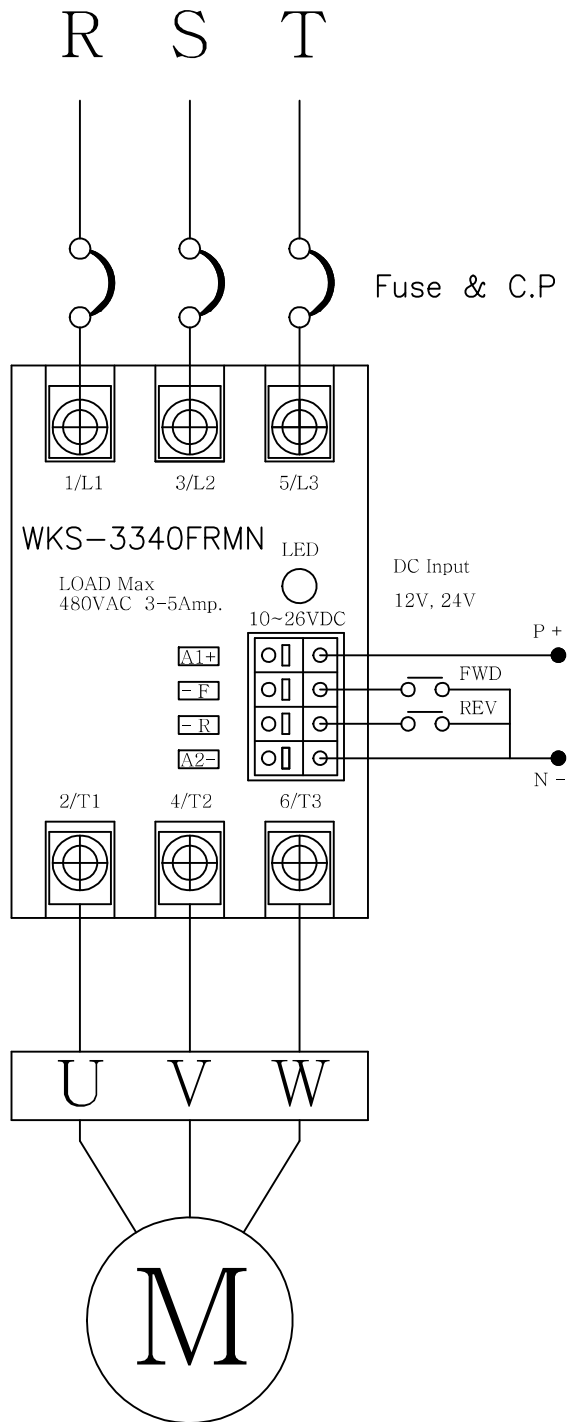 R S T
Fuse & C.P
1/L1 3/L2 5/L3
WKS-3340FRMN
LED
LOAD Max
480VAC 3-5Amp.
DC Input
12V, 24V
10~26VDC
A1+
- F
- R
A2-
P +
FWD
REV
N -
2/T1 4/T2 6/T3
U V W
M